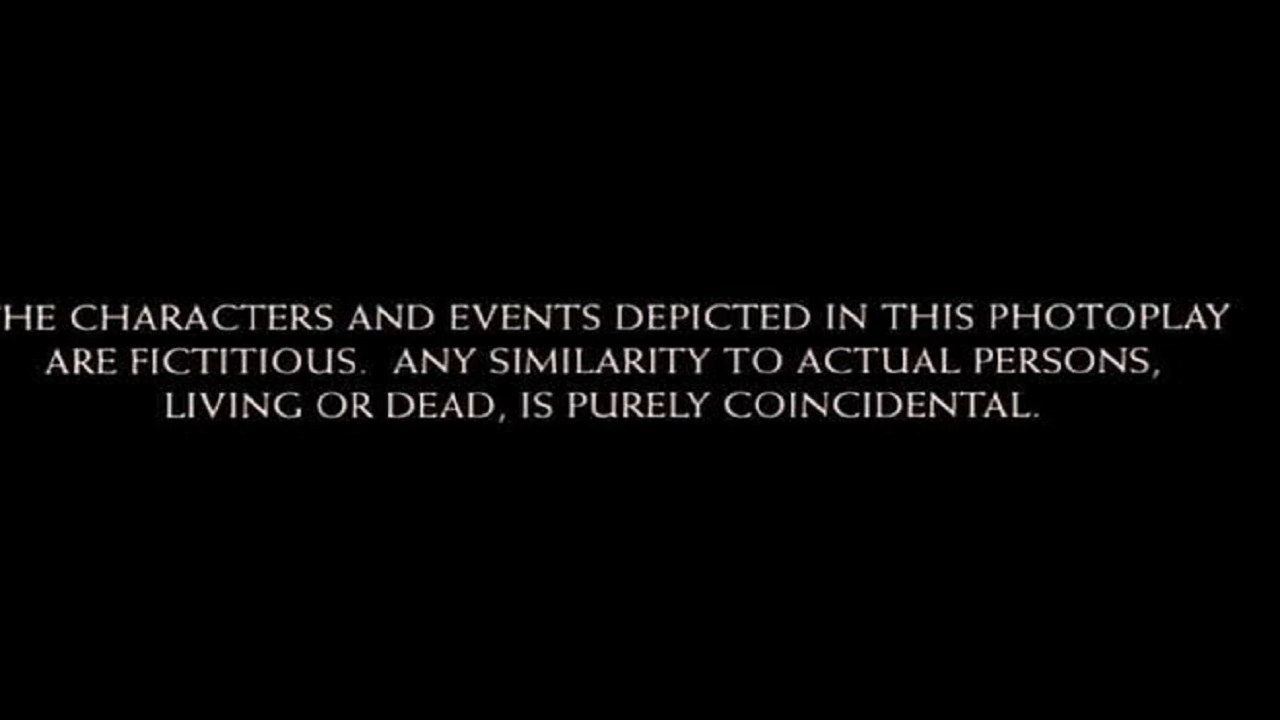 THE CHARACTERS AND EVENTS DEPICTED IN THIS PHOTOPLAY
ARE FICTITIOUS. ANY SIMILARITY TO ACTUAL PERSONS,
LIVING OR DEAD, IS PURELY COINCIDENTAL.